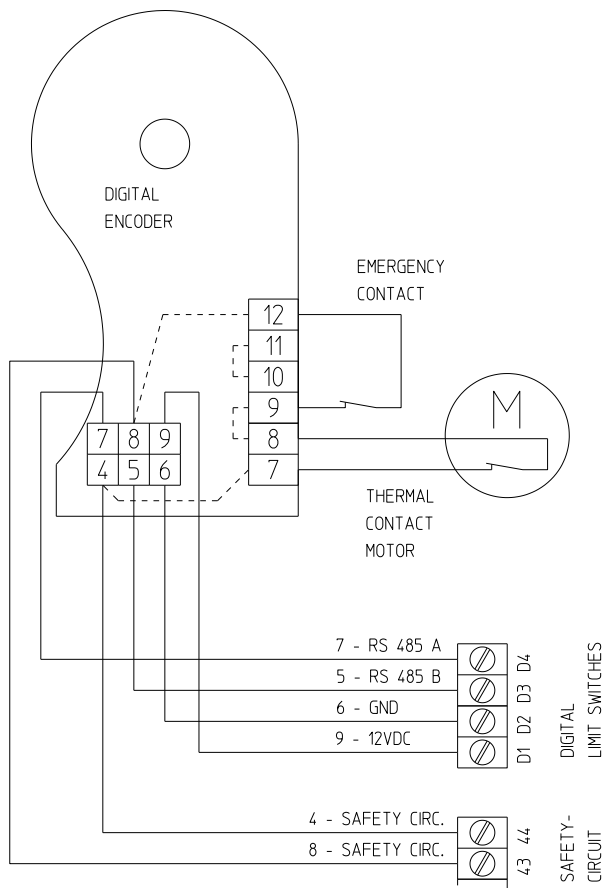 DIGITAL
ENCODER
EMERGENCY
CONTACT
12
11
10
9
8
7
7 8 9
4 5 6
M
THERMAL
CONTACT
MOTOR
7 - RS 485 A
D4
5 - RS 485 B
D3
6 - GND
D2
9 - 12VDC
D1
DIGITAL
LIMIT SWITCHES
4 - SAFETY CIRC.
44
8 - SAFETY CIRC.
43
SAFETY-
CIRCUIT